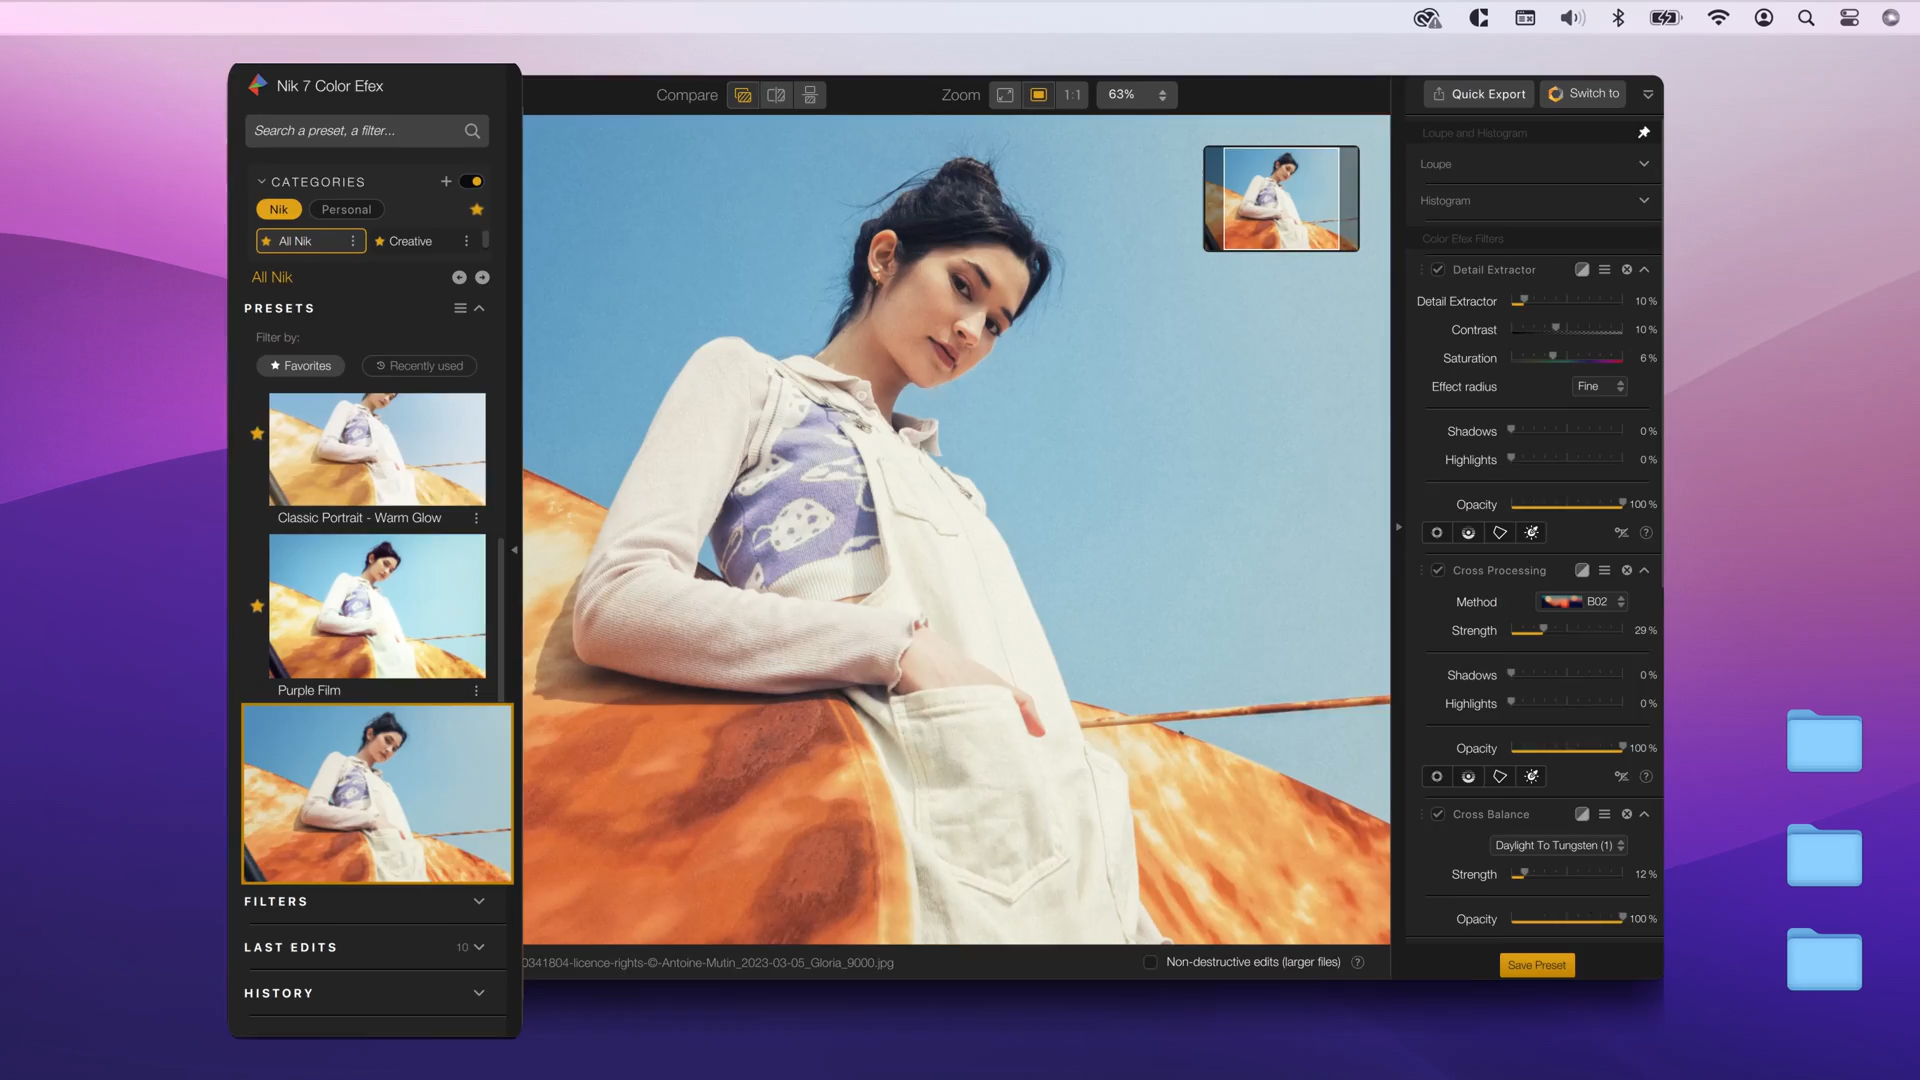 Nik 7 Color Efex
Search a preset, a filter...
CATEGORIES
Nik
Personal
All Nik
Creative
All Nik
PRESETS
Filter by:
Favorites
Recently used
Classic Portrait - Warm Glow
Purple Film
FILTERS
LAST EDITS 10
HISTORY
Compare
Zoom
1:1
63%
0341804-licence-rights-©-Antoine-Mutin_2023-03-05_Gloria_9000.jpg
Non-destructive edits (larger files)
?
Quick Export
Switch to
Loupe and Histogram
Loupe
Histogram
Color Efex Filters
Detail Extractor
Detail Extractor 10 %
Contrast 10 %
Saturation 6 %
Effect radius Fine
Shadows 0 %
Highlights 0 %
Opacity 100 %
?
Cross Processing
Method B02
Strength 29 %
Shadows 0 %
Highlights 0 %
Opacity 100 %
?
Cross Balance
Daylight To Tungsten (1)
Strength 12 %
Opacity 100 %
Save Preset